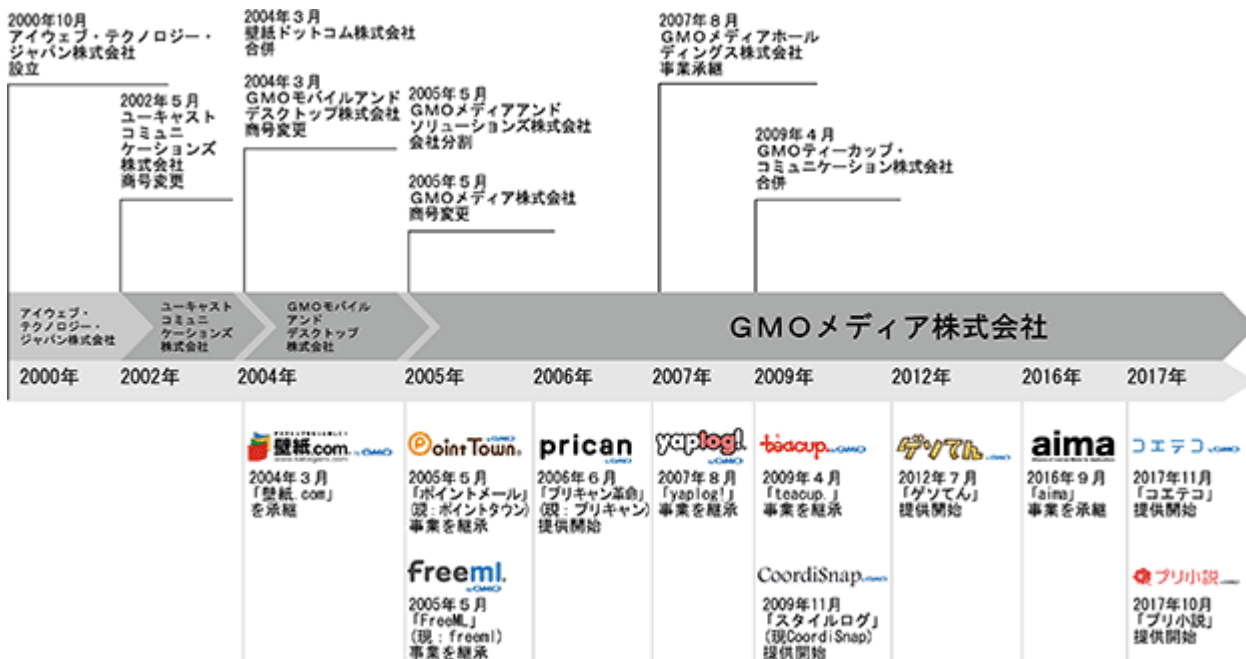 2000年10月
アイウェブ・テクノロジー・
ジャパン株式会社
設立
2002年5月
ユーキャスト
コミュニ
ケーションズ
株式会社
商号変更
2004年3月
壁紙ドットコム株式会社
合併
2004年3月
GMOモバイルアンド
デスクトップ株式会社
商号変更
2005年5月
GMOメディアアンド
ソリューションズ株式会社
会社分割
2005年5月
GMOメディア株式会社
商号変更
2007年8月
GMOメディアホール
ディングス株式会社
事業承継
2009年4月
GMOティーカップ・
コミュニケーション株式会社
合併
アイウェブ・
テクノロジー・
ジャパン株式会社
ユーキャスト
コミュニ
ケーションズ
株式会社
GMOモバイル
アンド
デスクトップ
株式会社
GMOメディア株式会社
2000年
2002年
2004年
2005年
2006年
2007年
2009年
2012年
2016年
2017年
壁紙.com by GMO
2004年3月
「壁紙.com」
を承継
PointTown by GMO
2005年5月
「ポイントメール」
(現:ポイントタウン)
事業を継承
freeml by GMO
2005年5月
「FreeML」
(現:freeml)
事業を継承
prican by GMO
2006年6月
「プリキャン革命」
(現:プリキャン)
提供開始
yaplog! by GMO
2007年8月
「yaplog!」
事業を継承
teacup. by GMO
2009年4月
「teacup.」
事業を継承
CoordiSnap by GMO
2009年11月
「スタイルログ」
(現CoordiSnap)
提供開始
ゲソてん by GMO
2012年7月
「ゲソてん」
提供開始
aima
2016年9月
「aima」
事業を承継
コエテコ by GMO
2017年11月
「コエテコ」
提供開始
プリ小説
2017年10月
「プリ小説」
提供開始